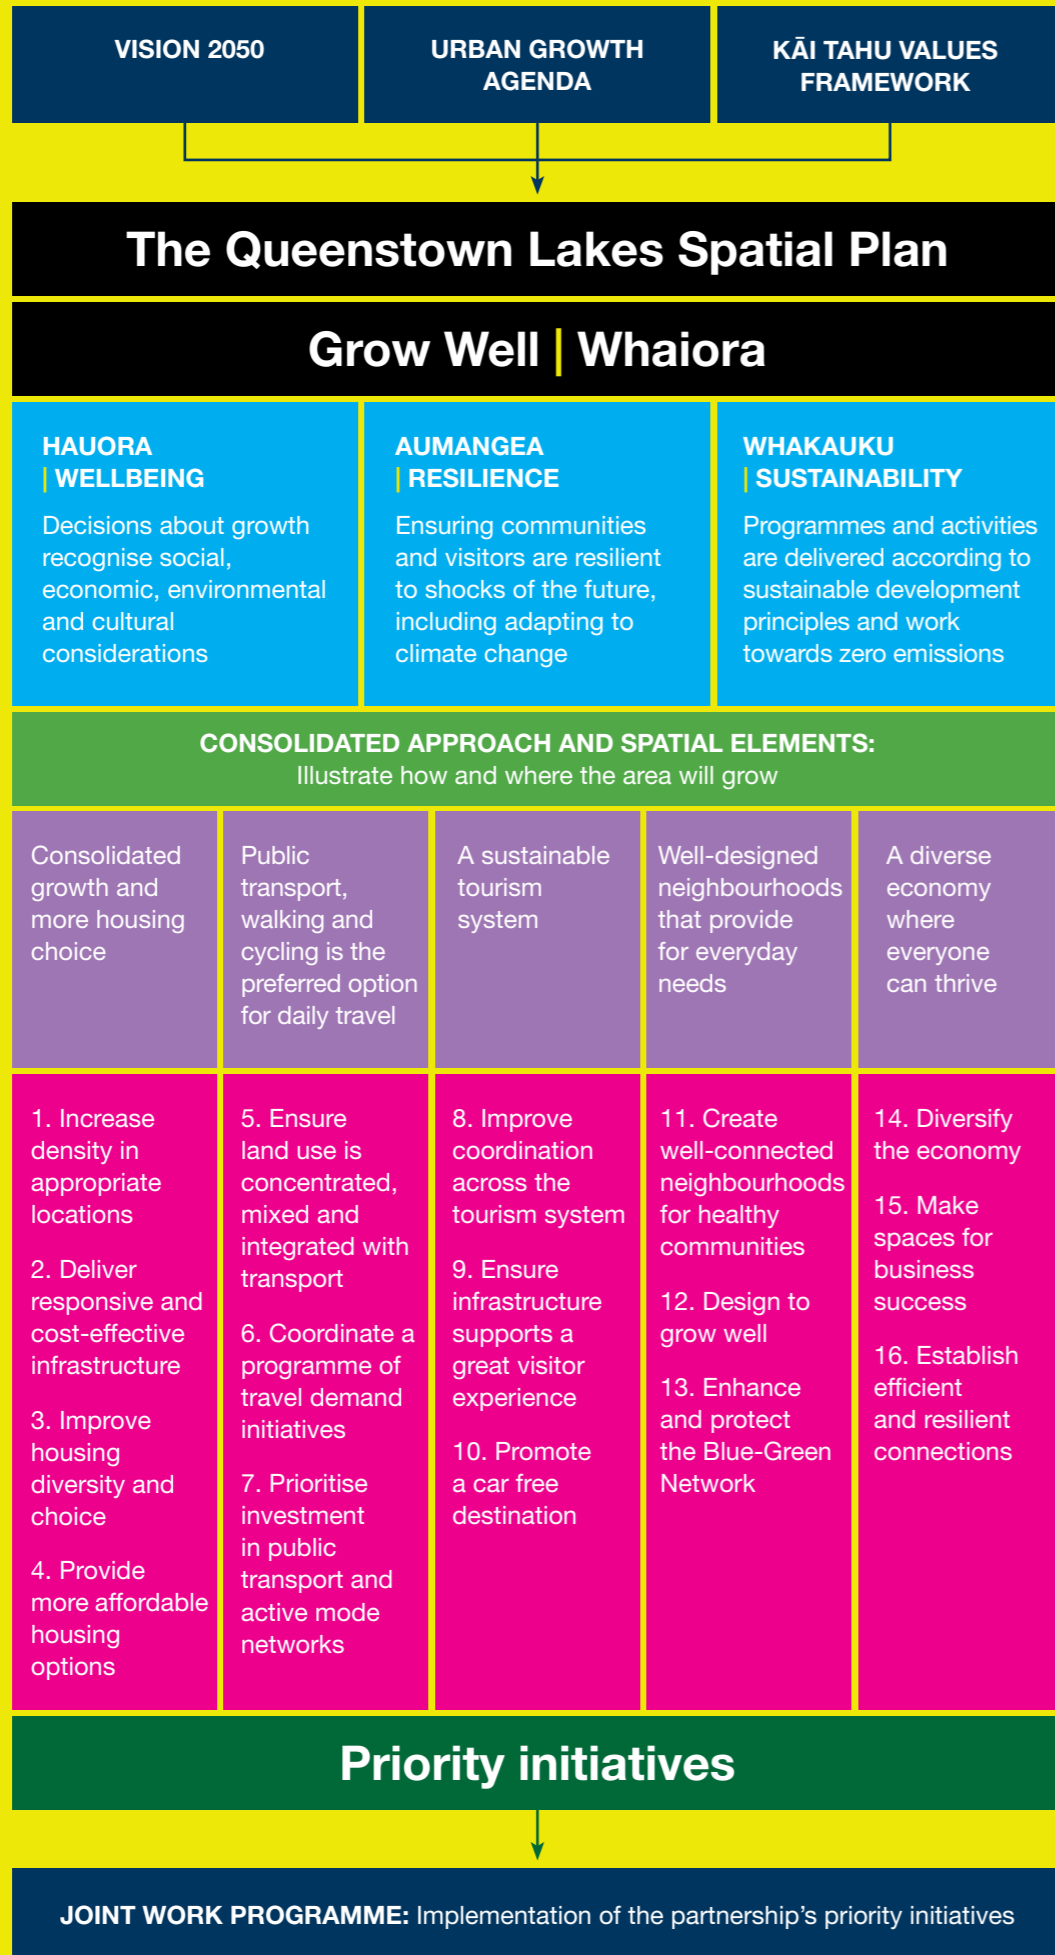 VISION 2050
URBAN GROWTH
AGENDA
KĀI TAHU VALUES
FRAMEWORK
The Queenstown Lakes Spatial Plan
Grow Well | Whaiora
HAUORA
| WELLBEING
Decisions about growth
recognise social,
economic, environmental
and cultural
considerations
AUMANGEA
| RESILIENCE
Ensuring communities
and visitors are resilient
to shocks of the future,
including adapting to
climate change
WHAKAUKU
| SUSTAINABILITY
Programmes and activities
are delivered according to
sustainable development
principles and work
towards zero emissions
CONSOLIDATED APPROACH AND SPATIAL ELEMENTS:
Illustrate how and where the area will grow
Consolidated
growth and
more housing
choice
Public
transport,
walking and
cycling is the
preferred option
for daily travel
A sustainable
tourism
system
Well-designed
neighbourhoods
that provide
for everyday
needs
A diverse
economy
where
everyone
can thrive
1. Increase
density in
appropriate
locations
2. Deliver
responsive and
cost-effective
infrastructure
3. Improve
housing
diversity and
choice
4. Provide
more affordable
housing
options
5. Ensure
land use is
concentrated,
mixed and
integrated with
transport
6. Coordinate a
programme of
travel demand
initiatives
7. Prioritise
investment
in public
transport and
active mode
networks
8. Improve
coordination
across the
tourism system
9. Ensure
infrastructure
supports a
great visitor
experience
10. Promote
a car free
destination
11. Create
well-connected
neighbourhoods
for healthy
communities
12. Design to
grow well
13. Enhance
and protect
the Blue-Green
Network
14. Diversify
the economy
15. Make
spaces for
business
success
16. Establish
efficient
and resilient
connections
Priority initiatives
JOINT WORK PROGRAMME: Implementation of the partnership's priority initiatives